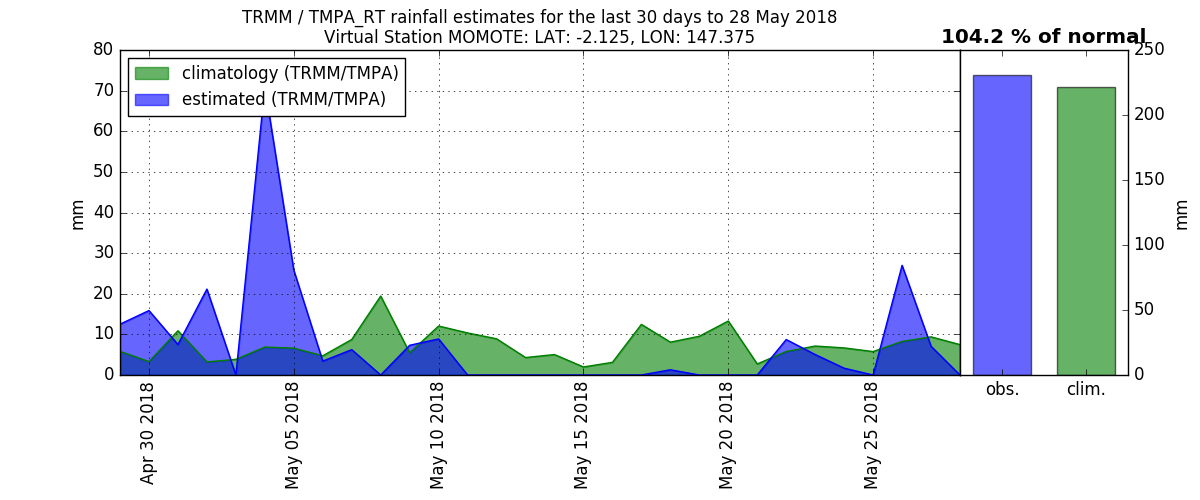 TRMM / TMPA_RT rainfall estimates for the last 30 days to 28 May 2018
Virtual Station MOMOTE: LAT: -2.125, LON: 147.375
104.2 % of normal
climatology (TRMM/TMPA)
estimated (TRMM/TMPA)
mm
80
70
60
50
40
30
20
10
0
Apr 30 2018
May 05 2018
May 10 2018
May 15 2018
May 20 2018
May 25 2018
obs.
clim.
250
200
150
100
50
0
mm